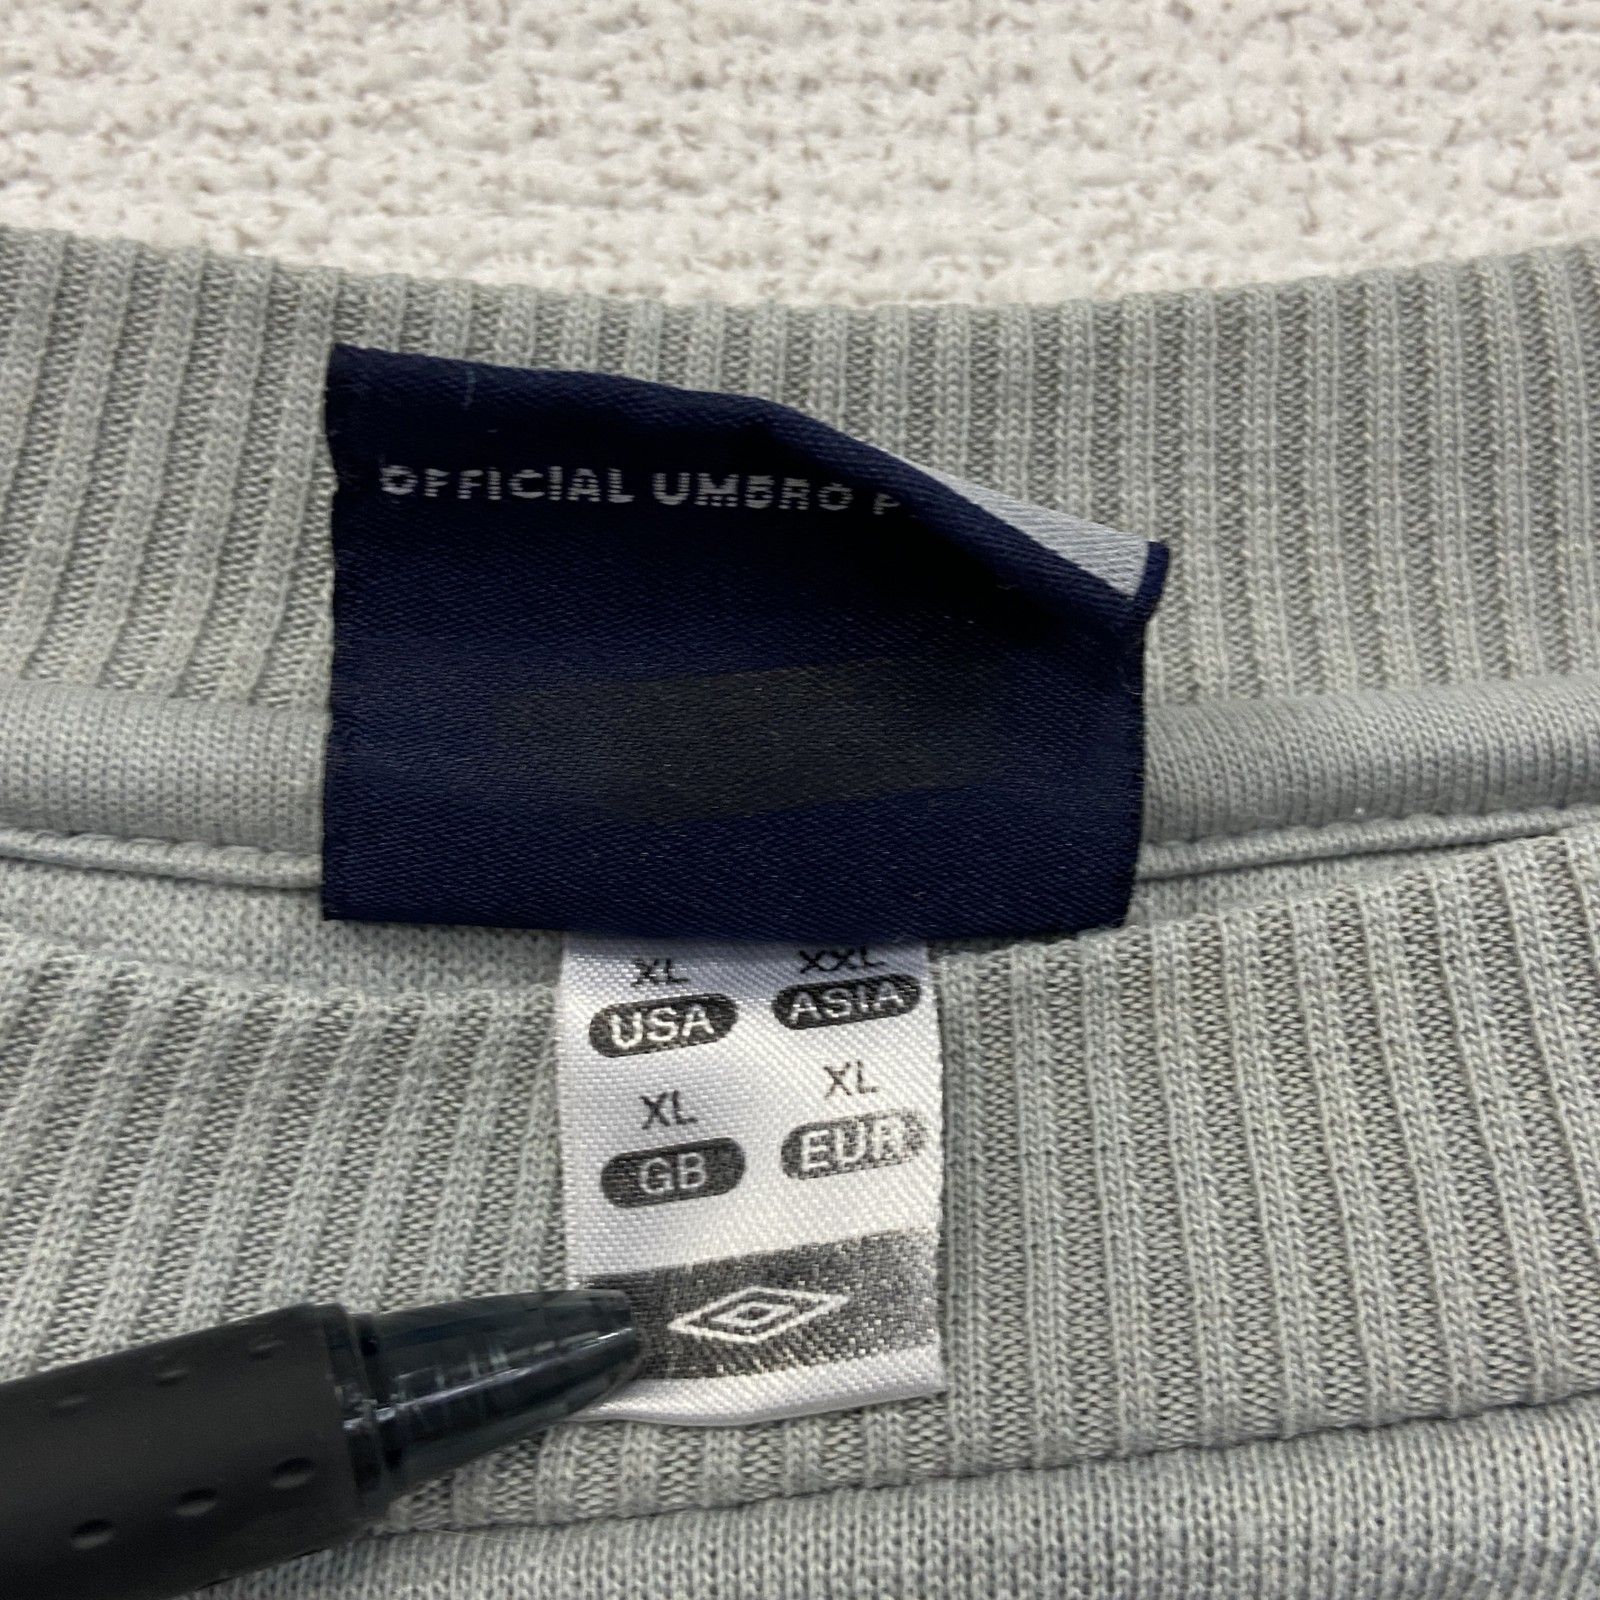 OFFICIAL UMBRO P
XL XXL
USA ASIA
XL XL
GB EUR